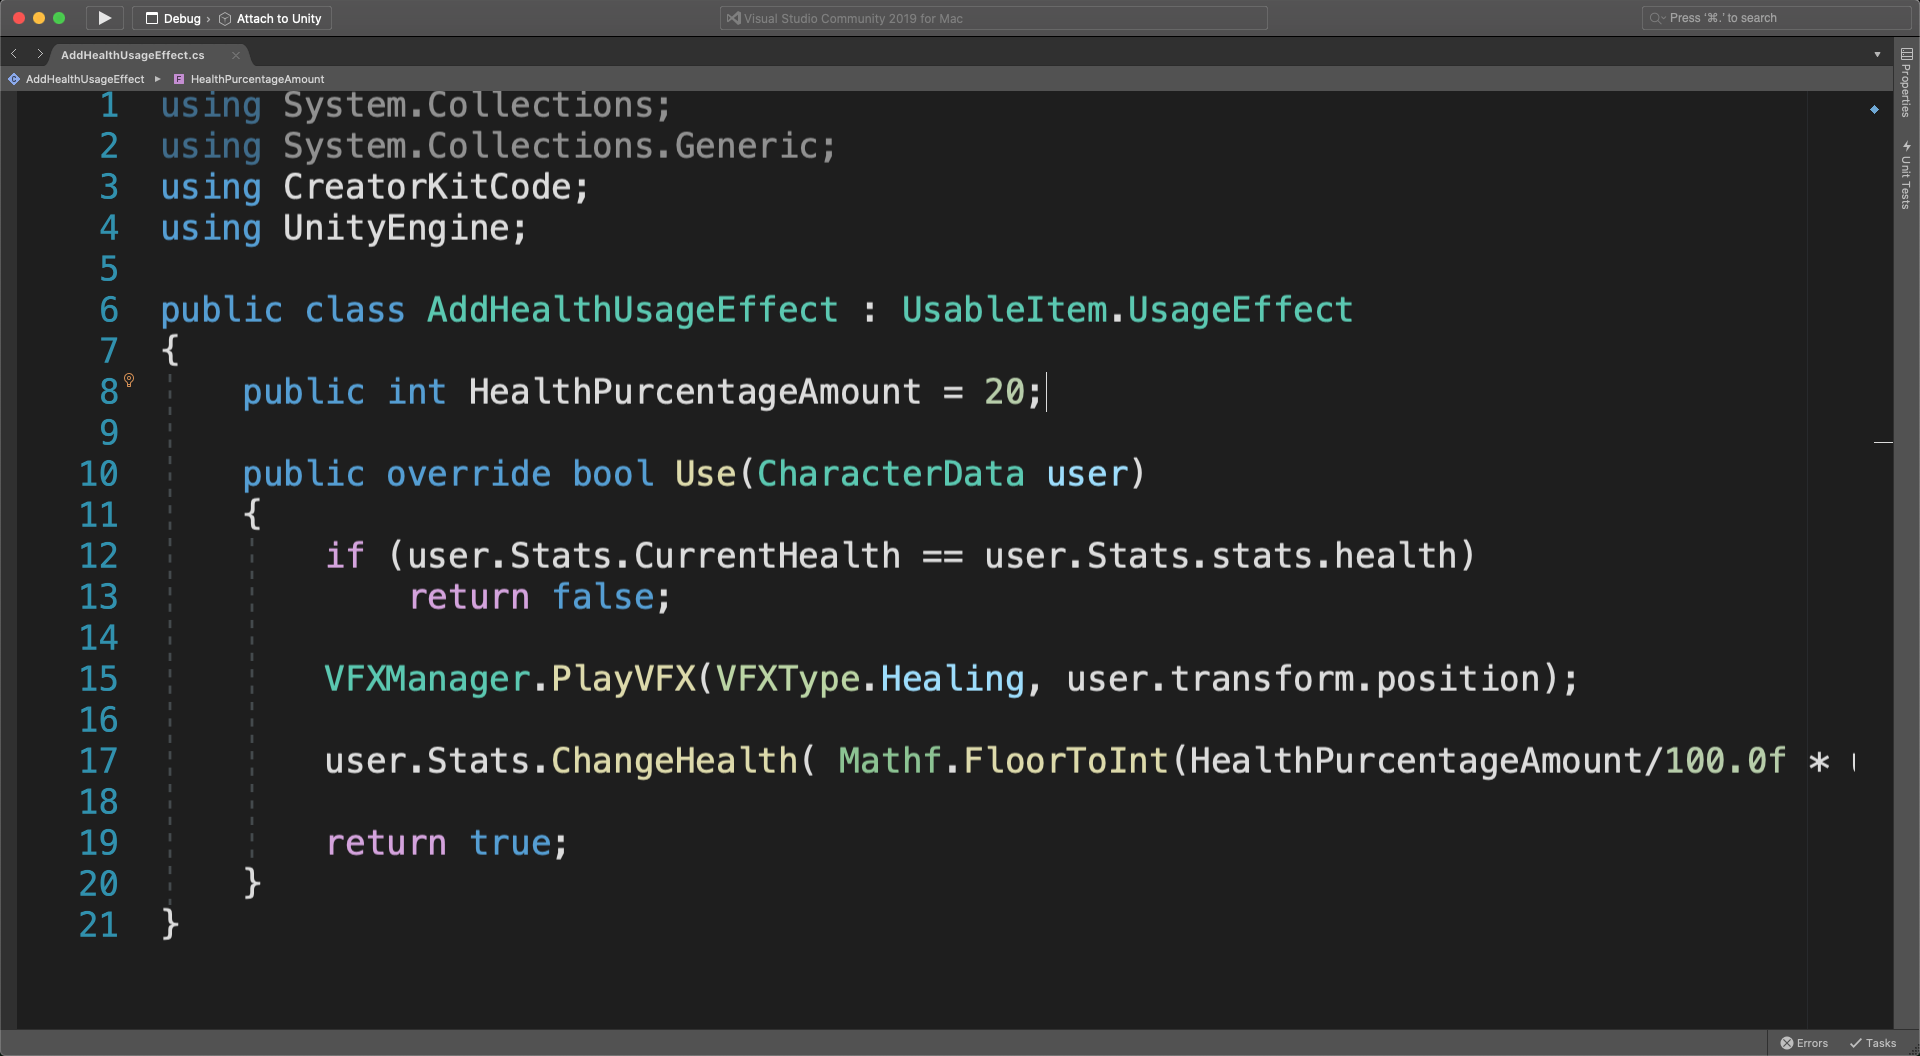 Debug › Attach to Unity
Visual Studio Community 2019 for Mac
Press '⌘.' to search
AddHealthUsageEffect.cs
AddHealthUsageEffect ▸ F HealthPurcentageAmount
Properties
Unit Tests
1 using System.Collections;
2 using System.Collections.Generic;
3 using CreatorKitCode;
4 using UnityEngine;
5
6 public class AddHealthUsageEffect : UsableItem.UsageEffect
7 {
8 public int HealthPurcentageAmount = 20;
9
10 public override bool Use(CharacterData user)
11 {
12 if (user.Stats.CurrentHealth == user.Stats.stats.health)
13 return false;
14
15 VFXManager.PlayVFX(VFXType.Healing, user.transform.position);
16
17 user.Stats.ChangeHealth( Mathf.FloorToInt(HealthPurcentageAmount/100.0f *
18
19 return true;
20 }
21 }
Errors
Tasks